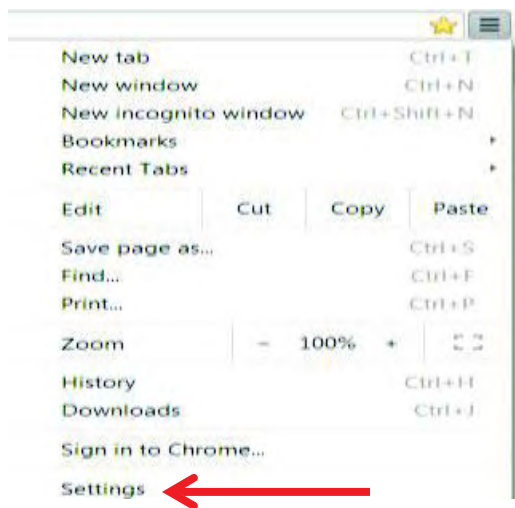 New tab Ctrl+T
New window Ctrl+N
New incognito window Ctrl+Shift+N
Bookmarks
Recent Tabs
Edit Cut Copy Paste
Save page as... Ctrl+S
Find... Ctrl+F
Print... Ctrl+P
Zoom - 100% +
History Ctrl+H
Downloads Ctrl+J
Sign in to Chrome...
Settings